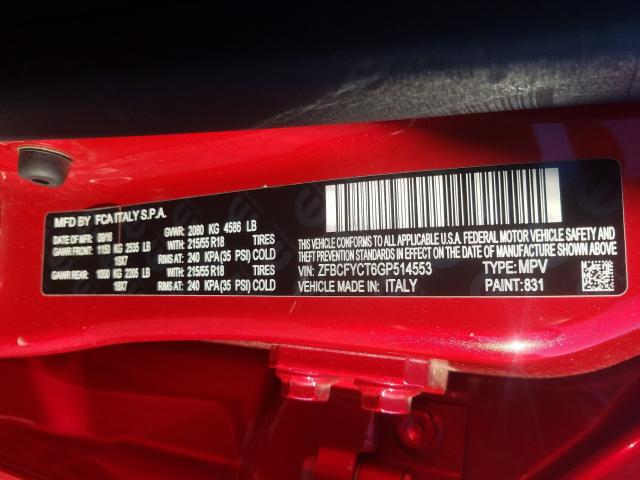 MFD BY FCA ITALY S.P.A.
DATE OF MFR 09/16 GVWR: 2080 KG 4586 LB
GAWR FRONT: 1150 KG 2535 LB WITH: 215/55 R18 TIRES
18X7 RIMS AT: 240 KPA (35 PSI) COLD
GAWR REAR: 1000 KG 2205 LB WITH: 215/55 R18 TIRES
18X7 RIMS AT: 240 KPA (35 PSI) COLD
THIS VEHICLE CONFORMS TO ALL APPLICABLE U.S.A. FEDERAL MOTOR VEHICLE SAFETY, BUMPER, AND
THEFT PREVENTION STANDARDS IN EFFECT ON THE DATE OF MANUFACTURE SHOWN ABOVE.
VIN: ZFBCFYCT6GP514553 TYPE: MPV
VEHICLE MADE IN: ITALY PAINT: 831